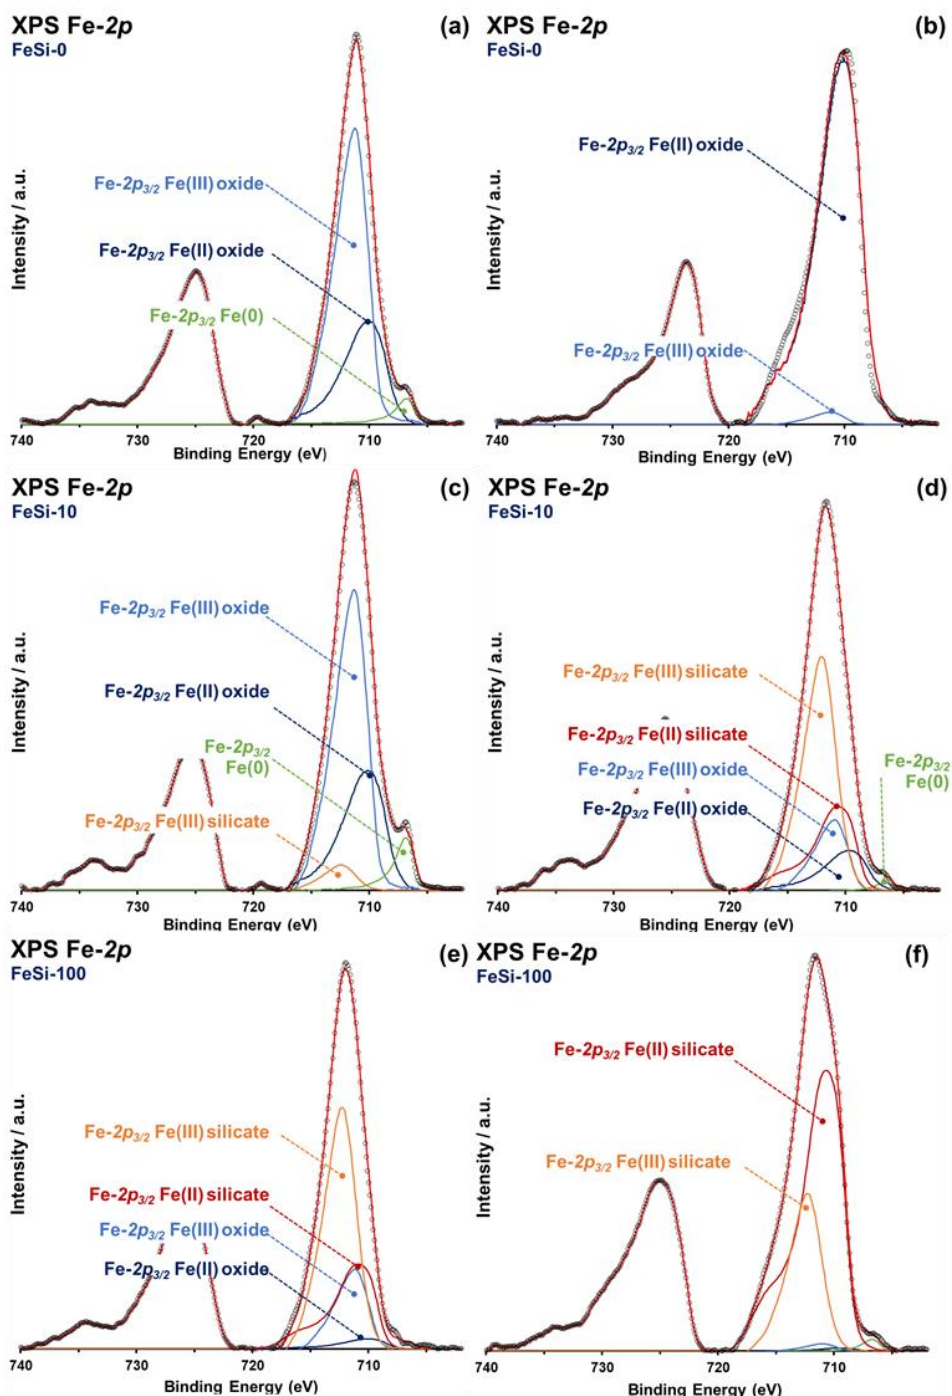 XPS Fe-2p
(a)
FeSi-0
Fe-2p3/2 Fe(III) oxide
Fe-2p3/2 Fe(II) oxide
Fe-2p3/2 Fe(0)
Intensity / a.u.
740 730 720 710
Binding Energy (eV)
XPS Fe-2p
(b)
FeSi-0
Fe-2p3/2 Fe(II) oxide
Fe-2p3/2 Fe(III) oxide
Intensity / a.u.
740 730 720 710
Binding Energy (eV)
XPS Fe-2p
(c)
FeSi-10
Fe-2p3/2 Fe(III) oxide
Fe-2p3/2 Fe(II) oxide
Fe-2p3/2
Fe(0)
Fe-2p3/2 Fe(III) silicate
Intensity / a.u.
740 730 720 710
Binding Energy (eV)
XPS Fe-2p
(d)
FeSi-10
Fe-2p3/2 Fe(III) silicate
Fe-2p3/2 Fe(II) silicate
Fe-2p3/2 Fe(III) oxide
Fe-2p3/2 Fe(II) oxide
Fe-2p3/2
Fe(0)
Intensity / a.u.
740 730 720 710
Binding Energy (eV)
XPS Fe-2p
(e)
FeSi-100
Fe-2p3/2 Fe(III) silicate
Fe-2p3/2 Fe(II) silicate
Fe-2p3/2 Fe(III) oxide
Fe-2p3/2 Fe(II) oxide
Intensity / a.u.
740 730 720 710
Binding Energy (eV)
XPS Fe-2p
(f)
FeSi-100
Fe-2p3/2 Fe(II) silicate
Fe-2p3/2 Fe(III) silicate
Intensity / a.u.
740 730 720 710
Binding Energy (eV)